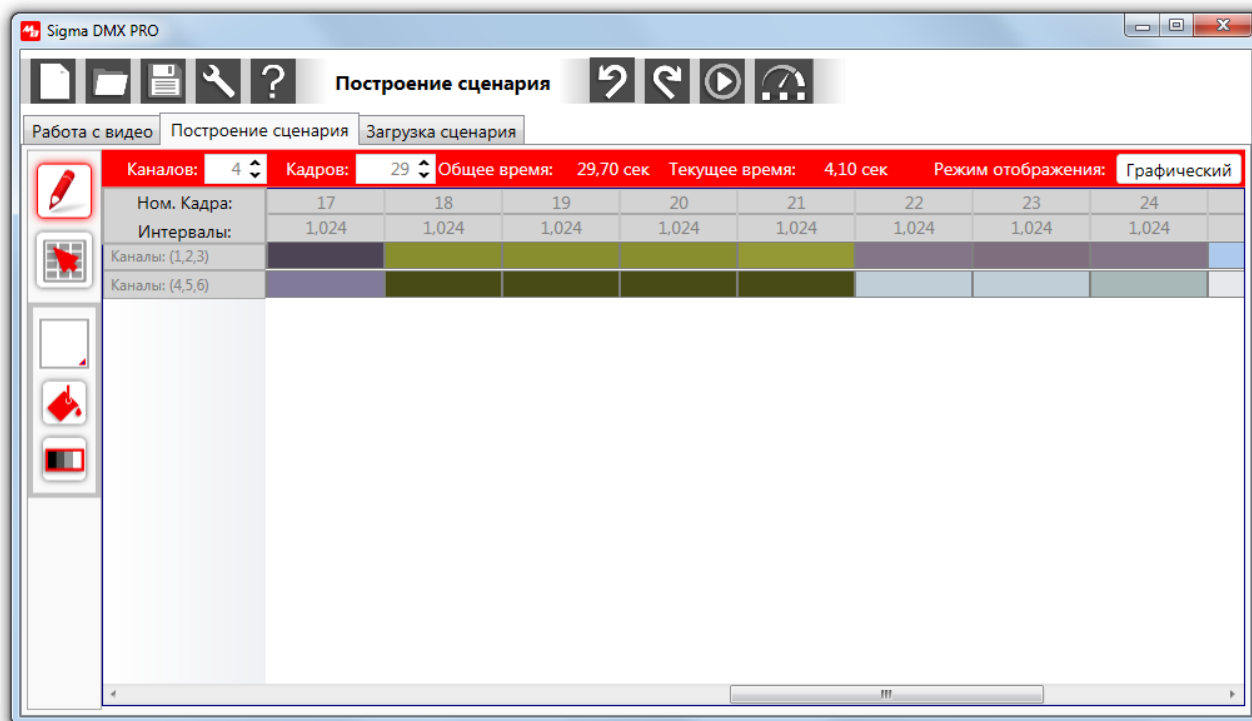 Sigma DMX PRO
Построение сценария
Работа с видео Построение сценария Загрузка сценария
Каналов: 4 Кадров: 29 Общее время: 29,70 сек Текущее время: 4,10 сек Режим отображения: Графический
Ном. Кадра: 17 18 19 20 21 22 23 24
Интервалы: 1,024 1,024 1,024 1,024 1,024 1,024 1,024 1,024
Каналы: (1,2,3)
Каналы: (4,5,6)